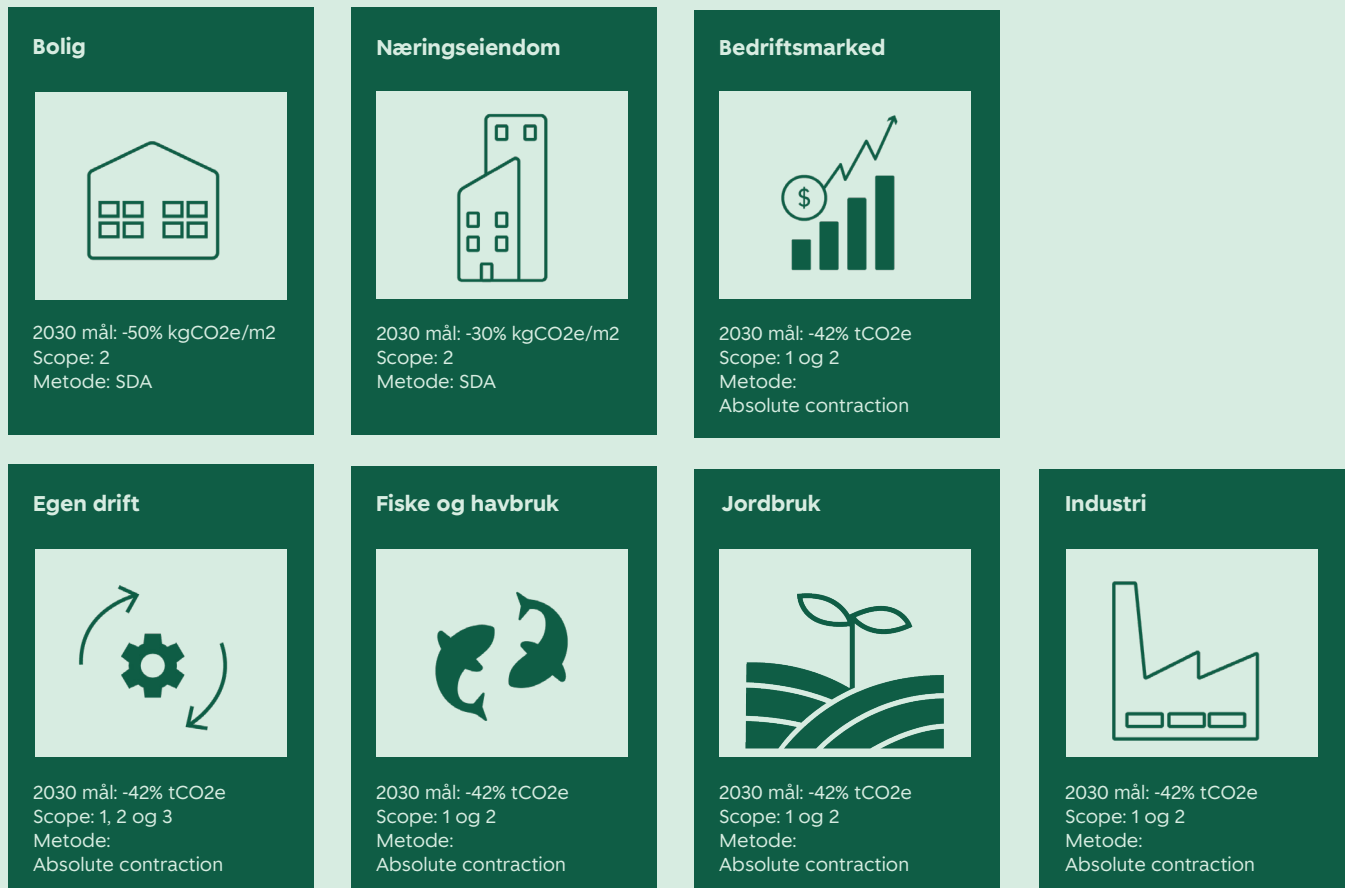 Bolig
2030 mål: -50% kgCO2e/m2
Scope: 2
Metode: SDA
Næringseiendom
2030 mål: -30% kgCO2e/m2
Scope: 2
Metode: SDA
Bedriftsmarked
$
2030 mål: -42% tCO2e
Scope: 1 og 2
Metode:
Absolute contraction
Egen drift
2030 mål: -42% tCO2e
Scope: 1, 2 og 3
Metode:
Absolute contraction
Fiske og havbruk
2030 mål: -42% tCO2e
Scope: 1 og 2
Metode:
Absolute contraction
Jordbruk
2030 mål: -42% tCO2e
Scope: 1 og 2
Metode:
Absolute contraction
Industri
2030 mål: -42% tCO2e
Scope: 1 og 2
Metode:
Absolute contraction